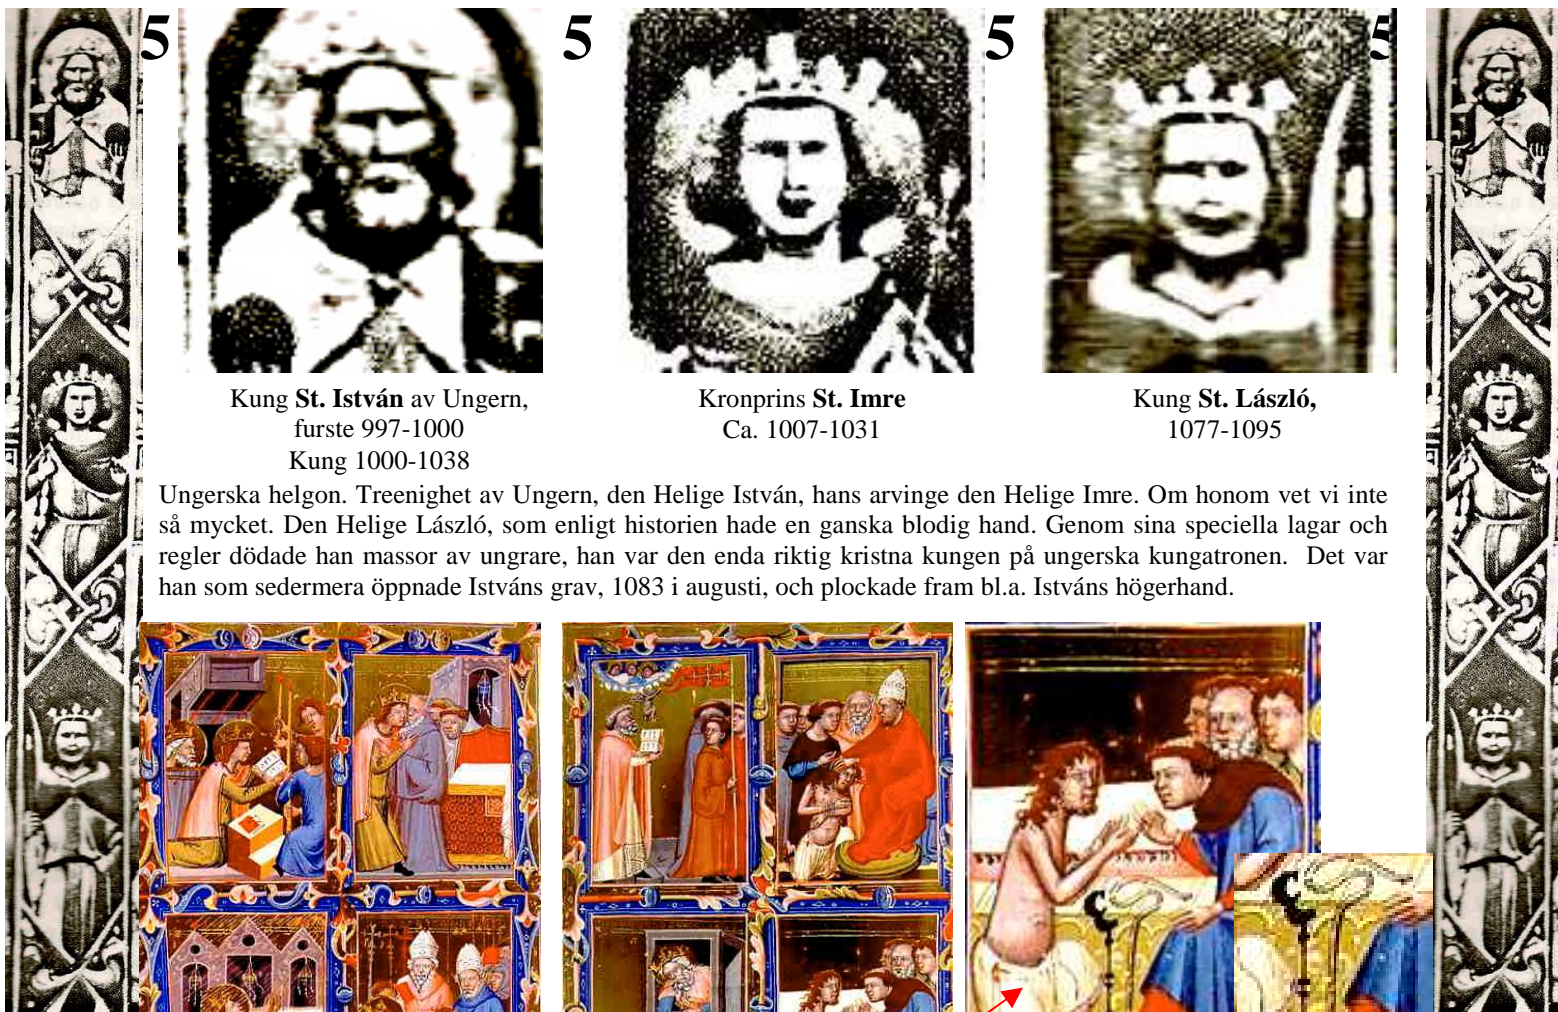 5
5
5
5
Kung St. István av Ungern,
furste 997-1000
Kung 1000-1038
Kronprins St. Imre
Ca. 1007-1031
Kung St. László,
1077-1095
Ungerska helgon. Treenighet av Ungern, den Helige István, hans arvinge den Helige Imre. Om honom vet vi inte
så mycket. Den Helige László, som enligt historien hade en ganska blodig hand. Genom sina speciella lagar och
regler dödade han massor av ungrare, han var den enda riktig kristna kungen på ungerska kungatronen. Det var
han som sedermera öppnade Istváns grav, 1083 i augusti, och plockade fram bl.a. Istváns högerhand.